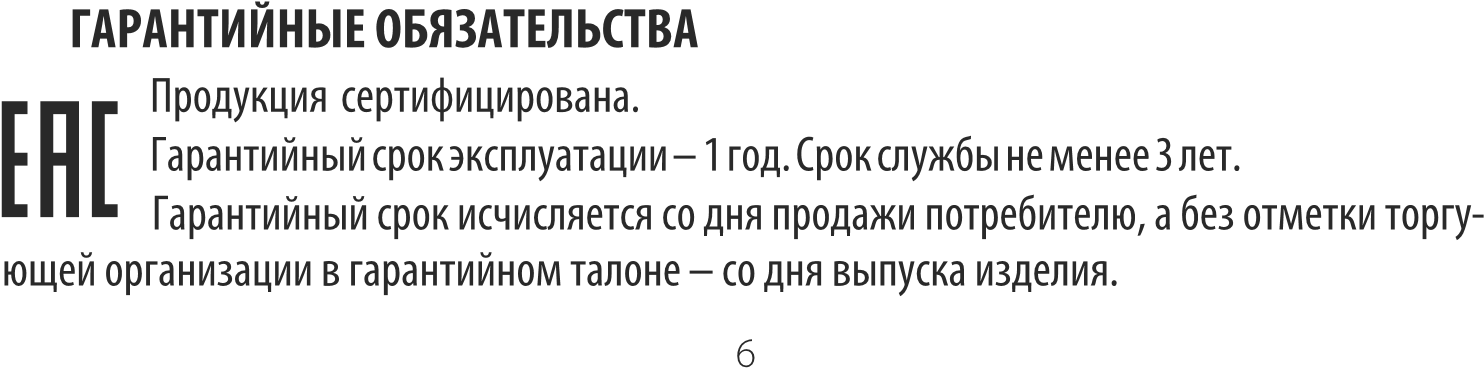 ГАРАНТИЙНЫЕ ОБЯЗАТЕЛЬСТВА
EAC
Продукция сертифицирована.
Гарантийный срок эксплуатации – 1 год. Срок службы не менее 3 лет.
Гарантийный срок исчисляется со дня продажи потребителю, а без отметки торгу-
ющей организации в гарантийном талоне – со дня выпуска изделия.
6